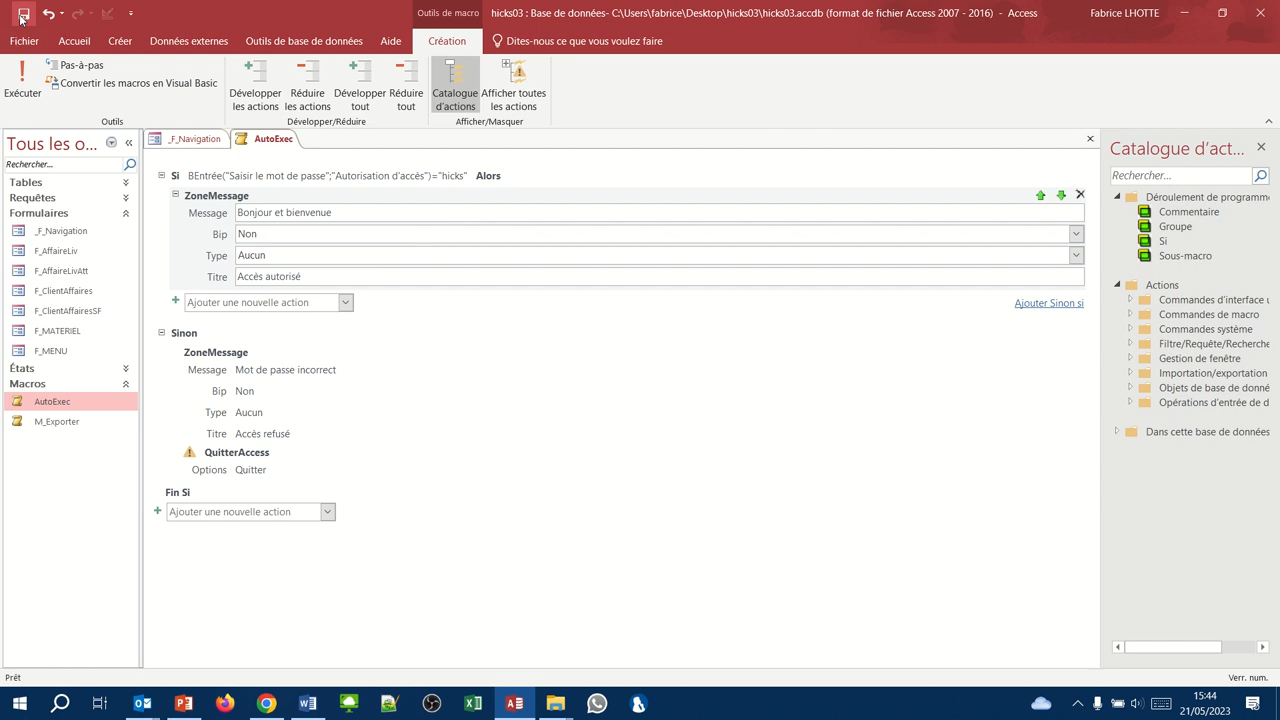 Outils de macro
hicks03 : Base de données- C:\Users\fabrice\Desktop\hicks03\hicks03.accdb (format de fichier Access 2007 - 2016) - Access
Fabrice LHOTTE
Fichier
Accueil
Créer
Données externes
Outils de base de données
Aide
Création
Dites-nous ce que vous voulez faire
Exécuter
Pas-à-pas
Convertir les macros en Visual Basic
Outils
Développer les actions
Réduire les actions
Développer tout
Réduire tout
Développer/Réduire
Catalogue d'actions
Afficher toutes les actions
Afficher/Masquer
Tous les o...
Rechercher...
Tables
Requêtes
Formulaires
_F_Navigation
F_AffaireLiv
F_AffaireLivAtt
F_ClientAffaires
F_ClientAffairesSF
F_MATERIEL
F_MENU
États
Macros
AutoExec
M_Exporter
_F_Navigation
AutoExec
Si BEntrée("Saisir le mot de passe";"Autorisation d'accès")="hicks" Alors
ZoneMessage
Message Bonjour et bienvenue
Bip Non
Type Aucun
Titre Accès autorisé
Ajouter une nouvelle action
Ajouter Sinon si
Sinon
ZoneMessage
Message Mot de passe incorrect
Bip Non
Type Aucun
Titre Accès refusé
QuitterAccess
Options Quitter
Fin Si
Ajouter une nouvelle action
Catalogue d'act...
Rechercher...
Déroulement de programme
Commentaire
Groupe
Si
Sous-macro
Actions
Commandes d'interface u
Commandes de macro
Commandes système
Filtre/Requête/Recherche
Gestion de fenêtre
Importation/exportation
Objets de base de donné
Opérations d'entrée de d
Dans cette base de données
Prêt
Verr. num.
15:44
21/05/2023